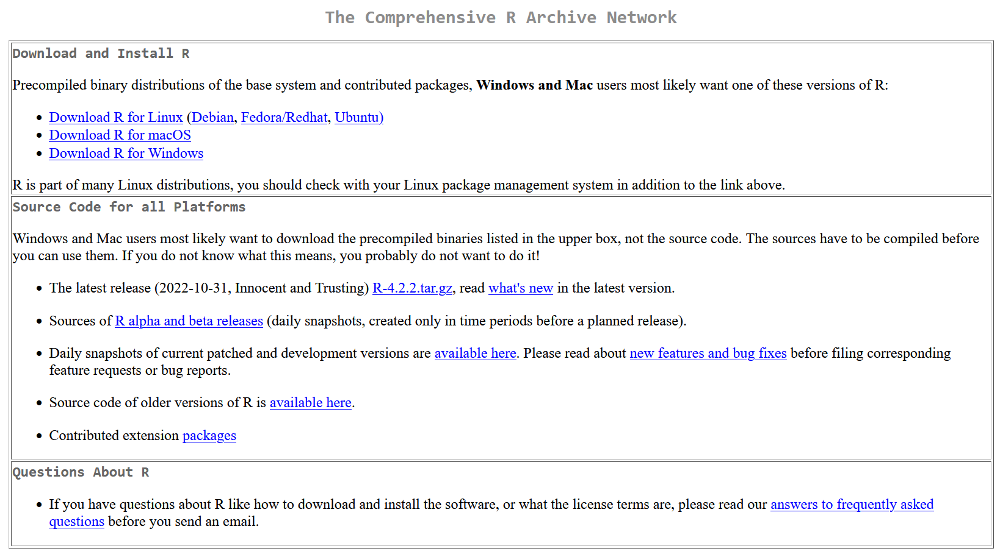 The Comprehensive R Archive Network
Download and Install R
Precompiled binary distributions of the base system and contributed packages, Windows and Mac users most likely want one of these versions of R:
Download R for Linux (Debian, Fedora/Redhat, Ubuntu)
Download R for macOS
Download R for Windows
R is part of many Linux distributions, you should check with your Linux package management system in addition to the link above.
Source Code for all Platforms
Windows and Mac users most likely want to download the precompiled binaries listed in the upper box, not the source code. The sources have to be compiled before
you can use them. If you do not know what this means, you probably do not want to do it!
The latest release (2022-10-31, Innocent and Trusting) R-4.2.2.tar.gz, read what's new in the latest version.
Sources of R alpha and beta releases (daily snapshots, created only in time periods before a planned release).
Daily snapshots of current patched and development versions are available here. Please read about new features and bug fixes before filing corresponding
feature requests or bug reports.
Source code of older versions of R is available here.
Contributed extension packages
Questions About R
If you have questions about R like how to download and install the software, or what the license terms are, please read our answers to frequently asked
questions before you send an email.